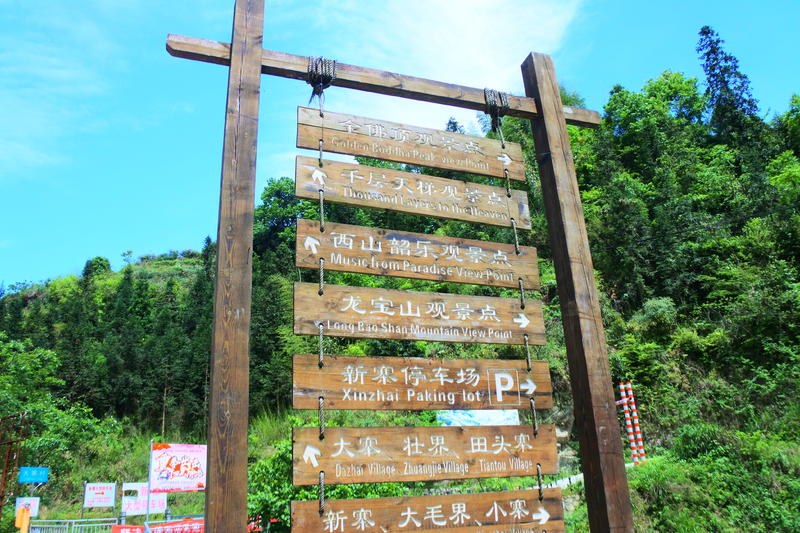 全佛顶观景点
Golden Buddha Peak view Point
千层天梯观景点
Thousand Layers to the Heaven
西山韶乐观景点
Music from Paradise View Point
龙宝山观景点
Long Bao Shan Mountain View Point
新寨停车场 P
Xinzhai Paking lot
大寨 壮界 田头寨
Dazhai Village Zhuangjie Village Tiantou Village
新寨 大毛界 小寨